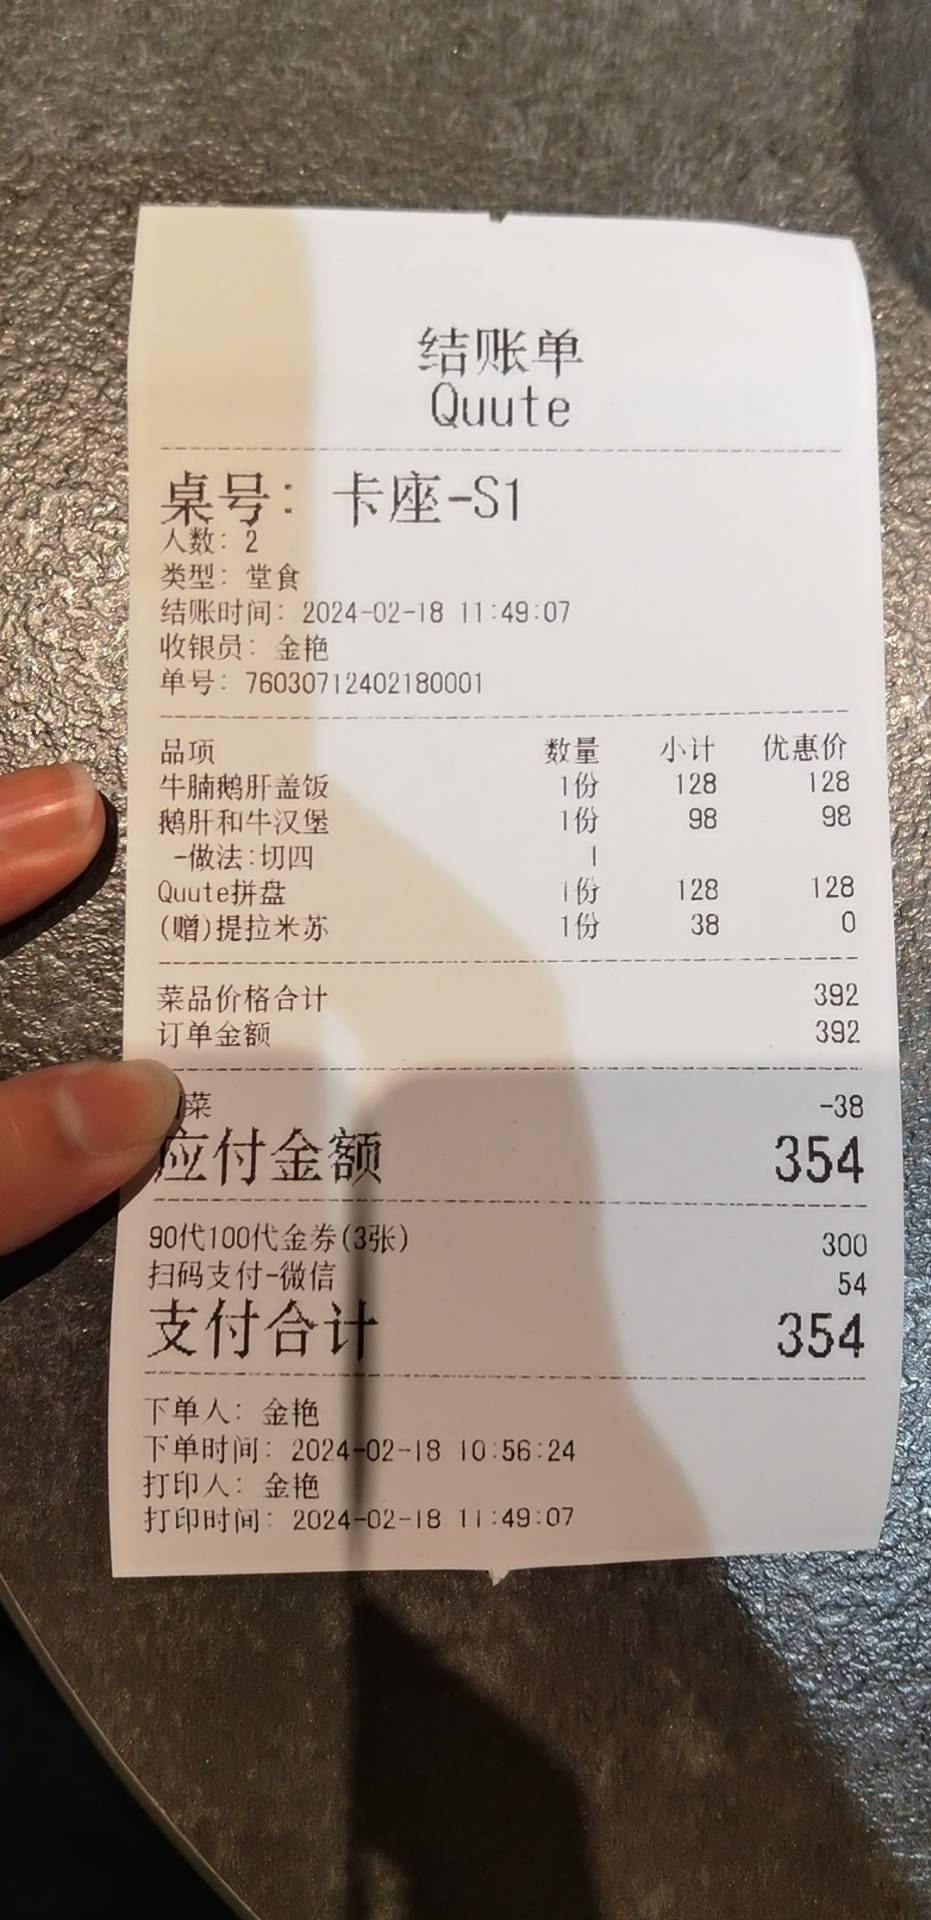 结账单
Quute
桌号: 卡座-S1
人数: 2
类型: 堂食
结账时间: 2024-02-18 11:49:07
收银员: 金艳
单号: 76030712402180001
品项 数量 小计 优惠价
牛腩鹅肝盖饭 1份 128 128
鹅肝和牛汉堡 1份 98 98
-做法:切四 1
Quute拼盘 1份 128 128
(赠)提拉米苏 1份 38 0
菜品价格合计 392
订单金额 392
菜 -38
应付金额 354
90代100代金券(3张) 300
扫码支付-微信 54
支付合计 354
下单人: 金艳
下单时间: 2024-02-18 10:56:24
打印人: 金艳
打印时间: 2024-02-18 11:49:07